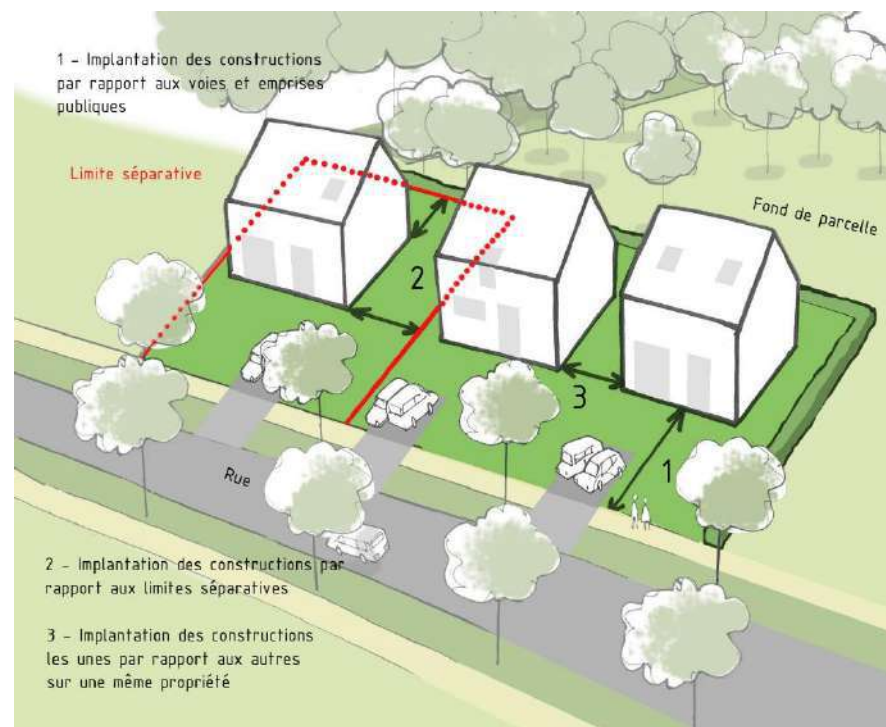 1 - Implantation des constructions
par rapport aux voies et emprises
publiques
Limite séparative
Fond de parcelle
2
3
1
Rue
2 - Implantation des constructions par
rapport aux limites séparatives
3 - Implantation des constructions
les unes par rapport aux autres
sur une même propriété